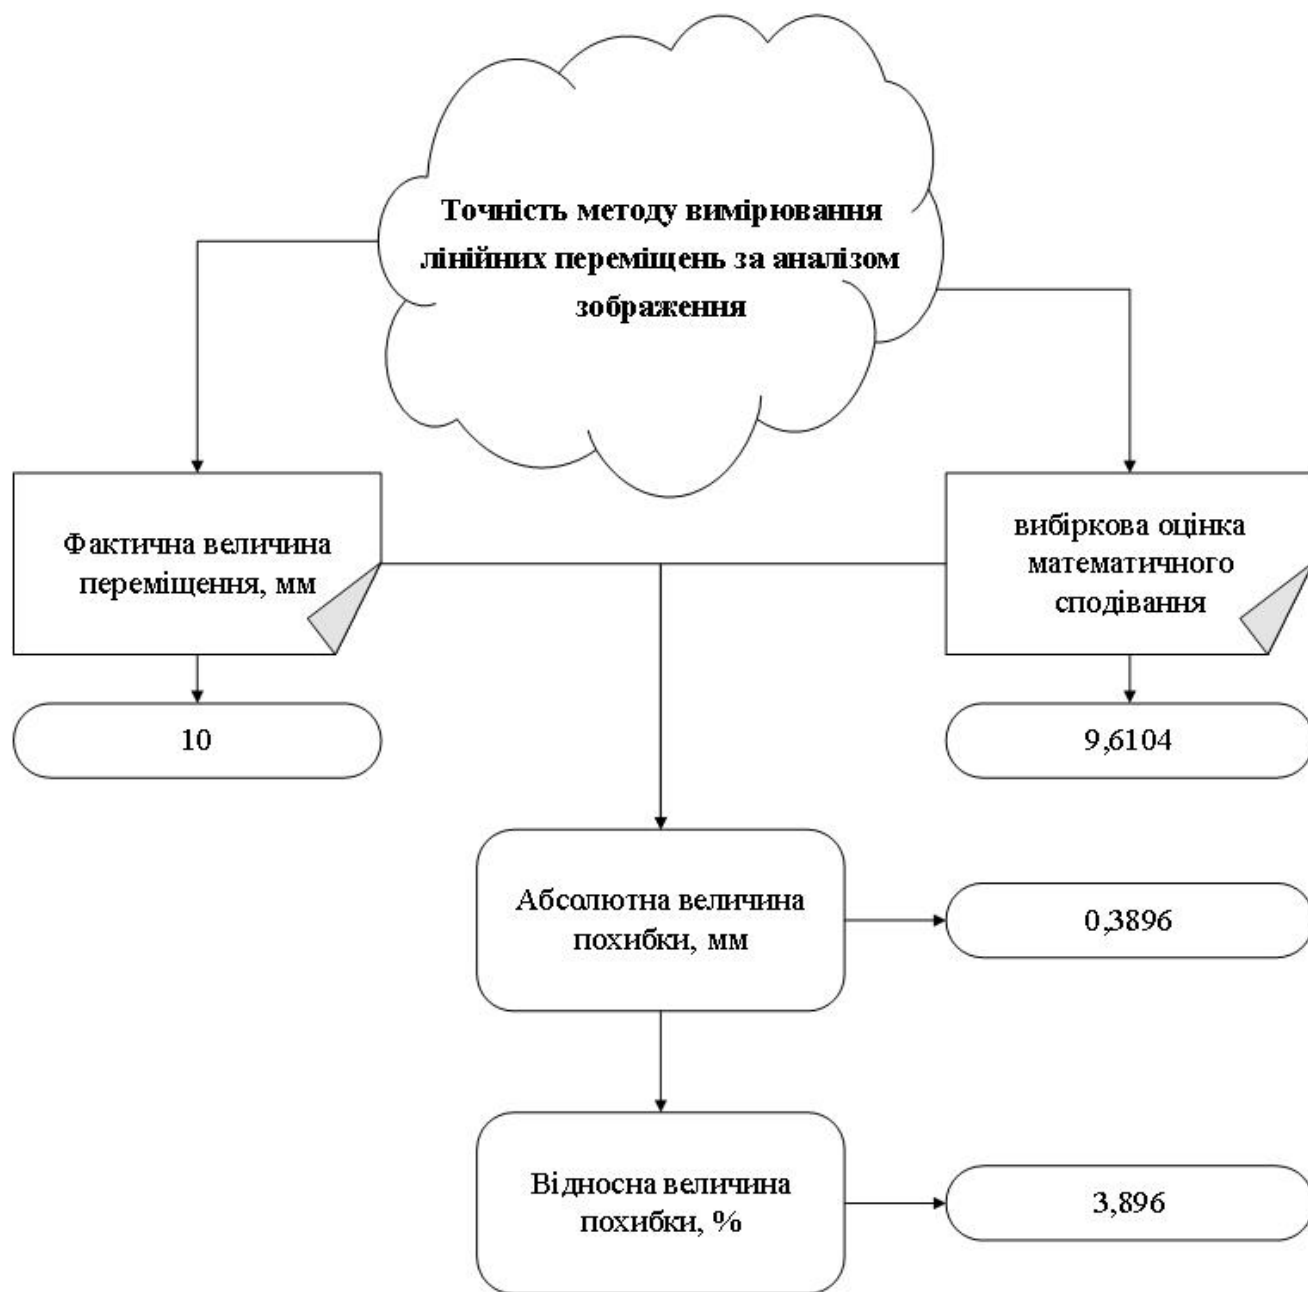 Точність методу вимірювання
лінійних переміщень за аналізом
зображення
Фактична величина
переміщення, мм
вибіркова оцінка
математичного
сподівання
10
9,6104
Абсолютна величина
похибки, мм
0,3896
Відносна величина
похибки, %
3,896